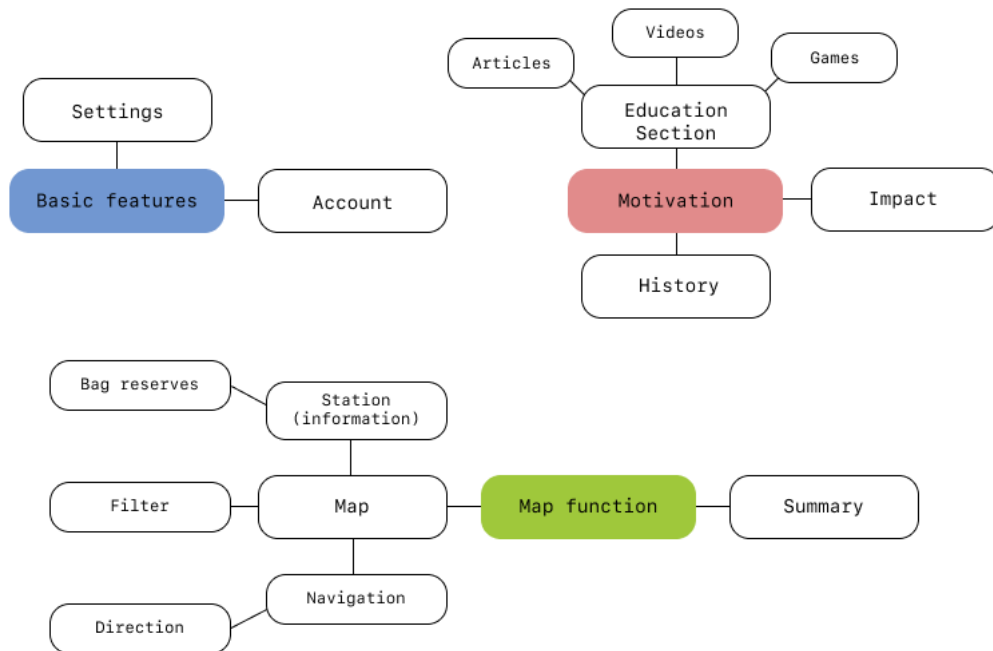 Videos
Articles
Games
Settings
Education
Section
Basic features
Account
Motivation
Impact
History
Bag reserves
Station
(information)
Filter
Map
Map function
Summary
Navigation
Direction